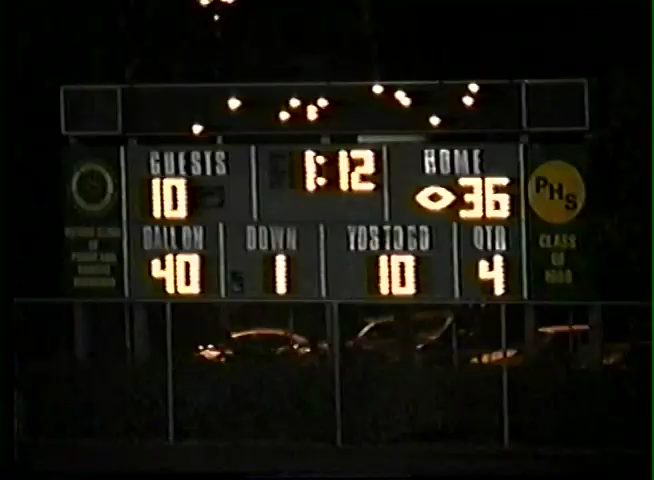 GUESTS 1:12 HOME
10 36
BALL ON DOWN YDS TO GO QTR
40 1 10 4
PHS
CLASS
OF